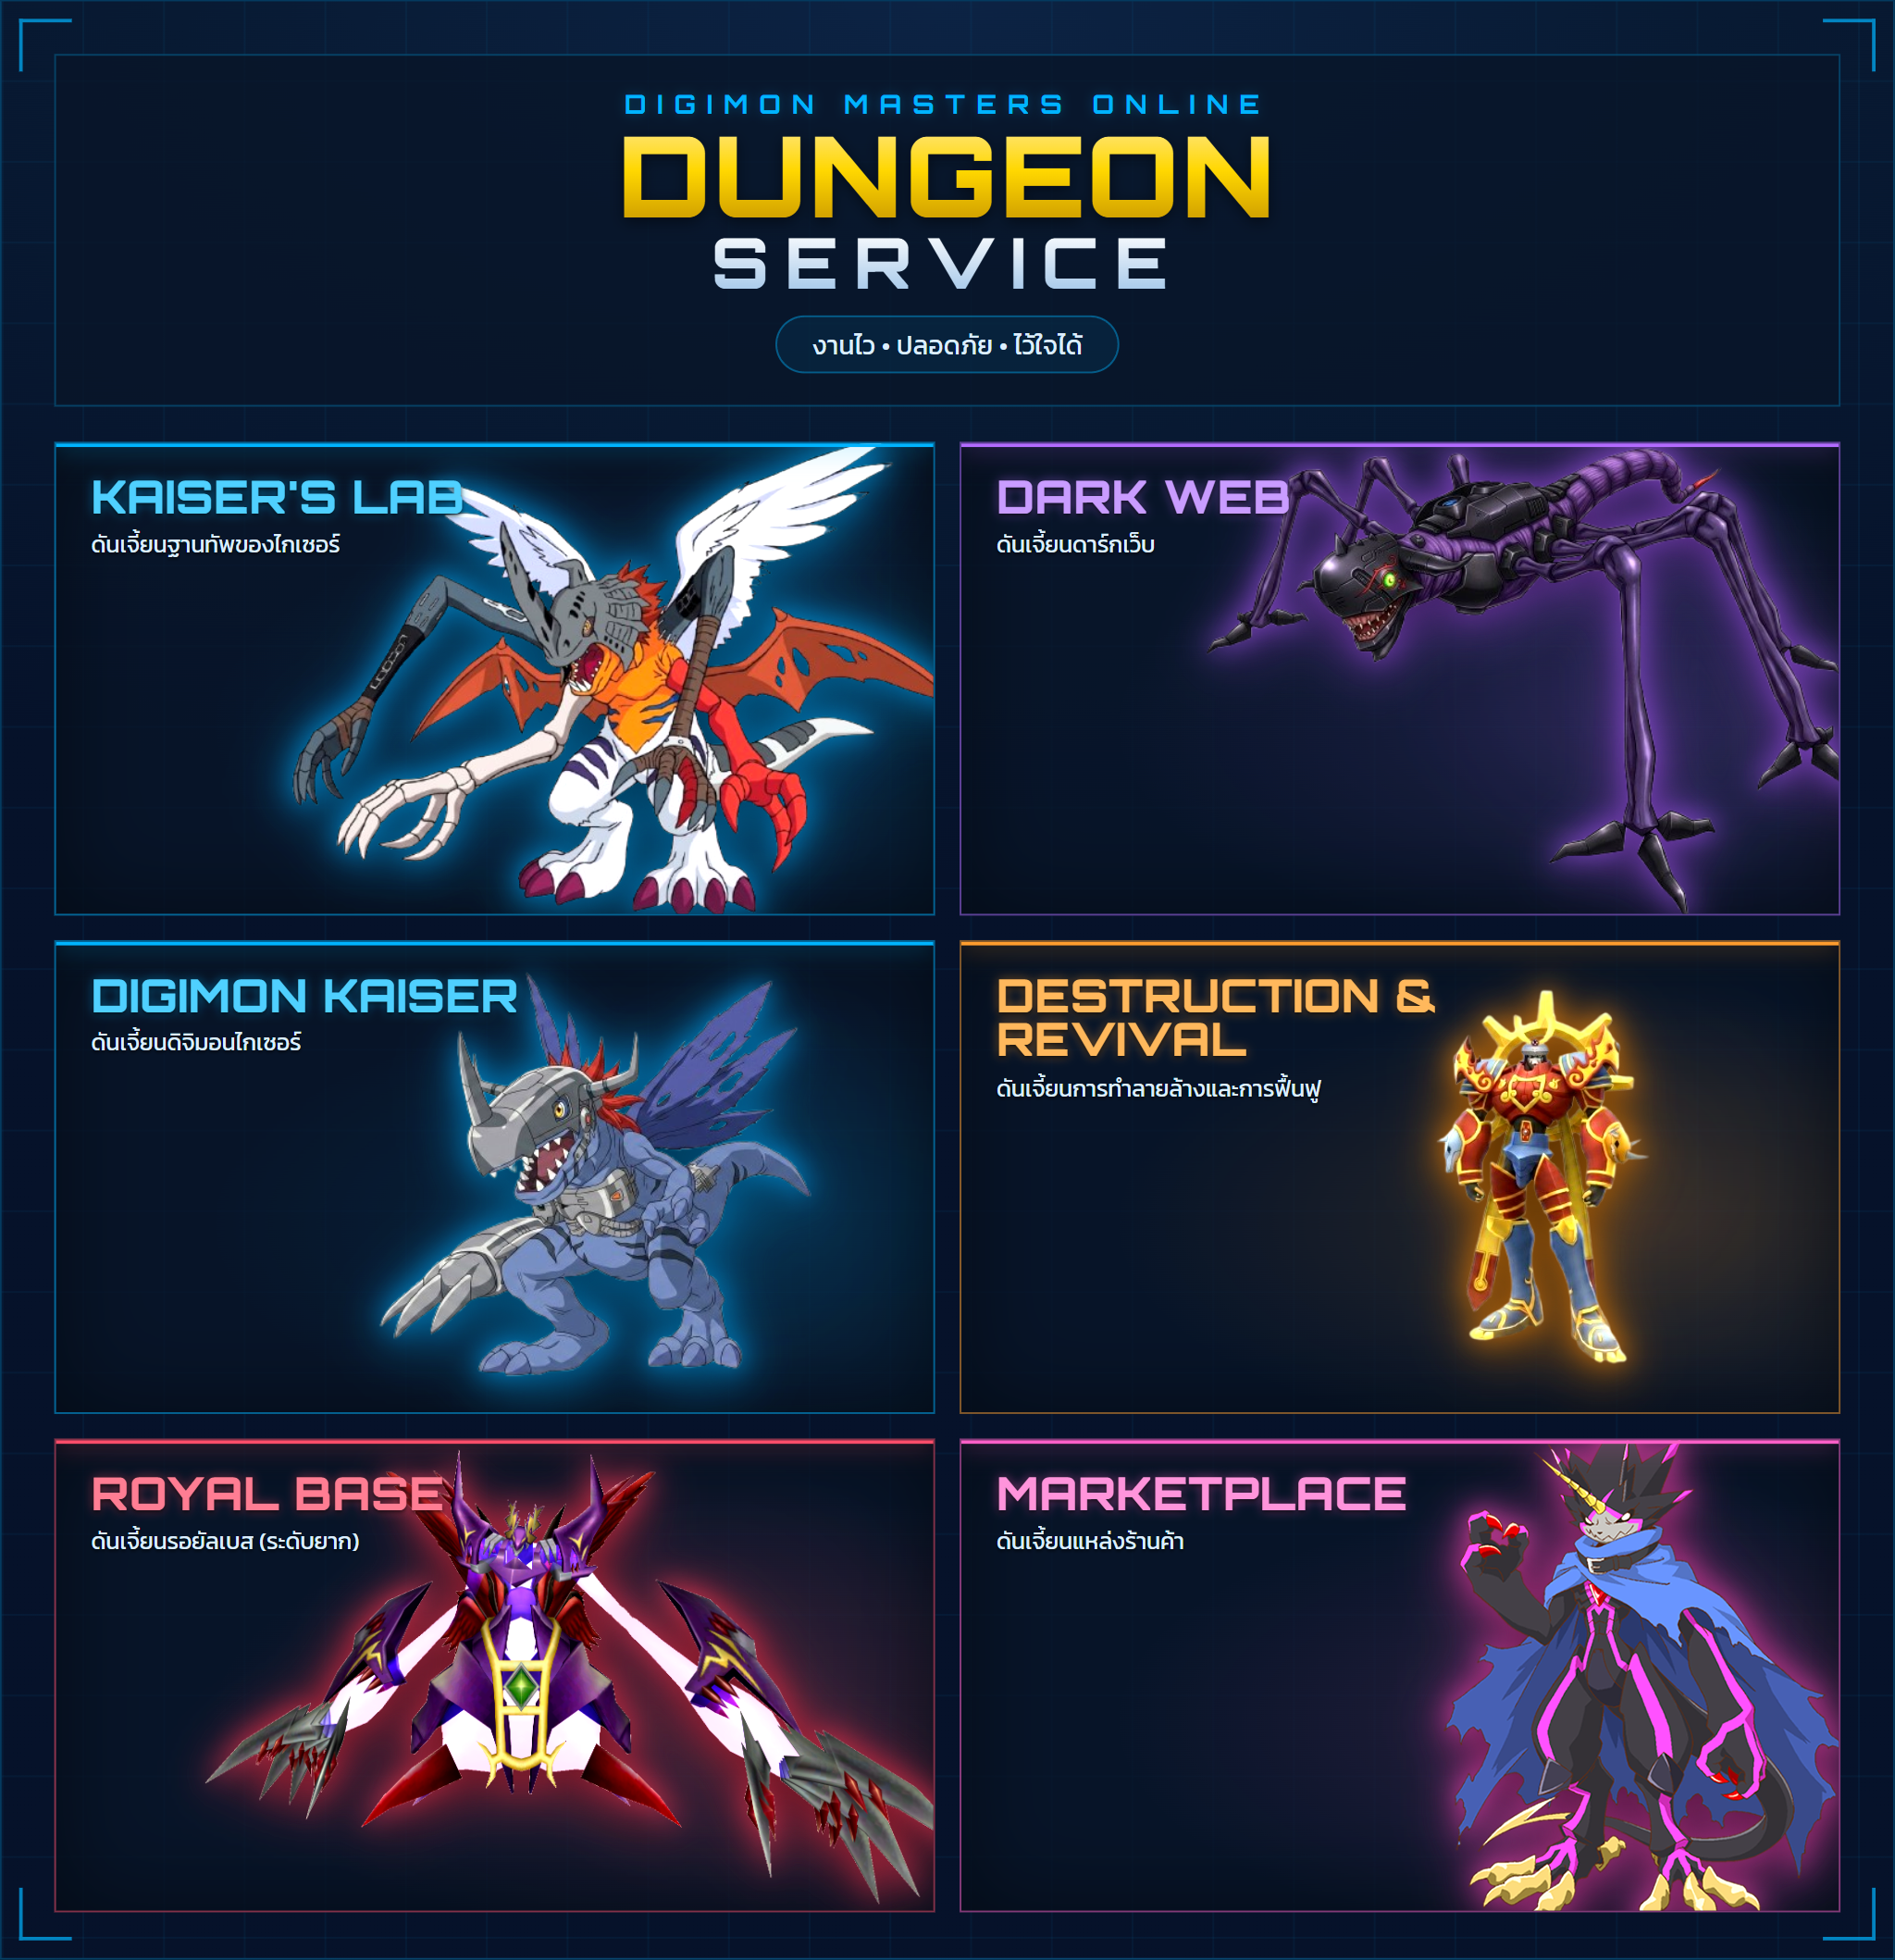 DIGIMON MASTERS ONLINE
DUNGEON
SERVICE
งานไว • ปลอดภัย • ไว้ใจได้
KAISER'S LAB
ดันเจี้ยนฐานทัพของไกเซอร์
DARK WEB
ดันเจี้ยนดาร์กเว็บ
DIGIMON KAISER
ดันเจี้ยนดิจิมอนไกเซอร์
DESTRUCTION &
REVIVAL
ดันเจี้ยนการทำลายล้างและการฟื้นฟู
ROYAL BASE
ดันเจี้ยนรอยัลเบส (ระดับยาก)
MARKETPLACE
ดันเจี้ยนแหล่งร้านค้า